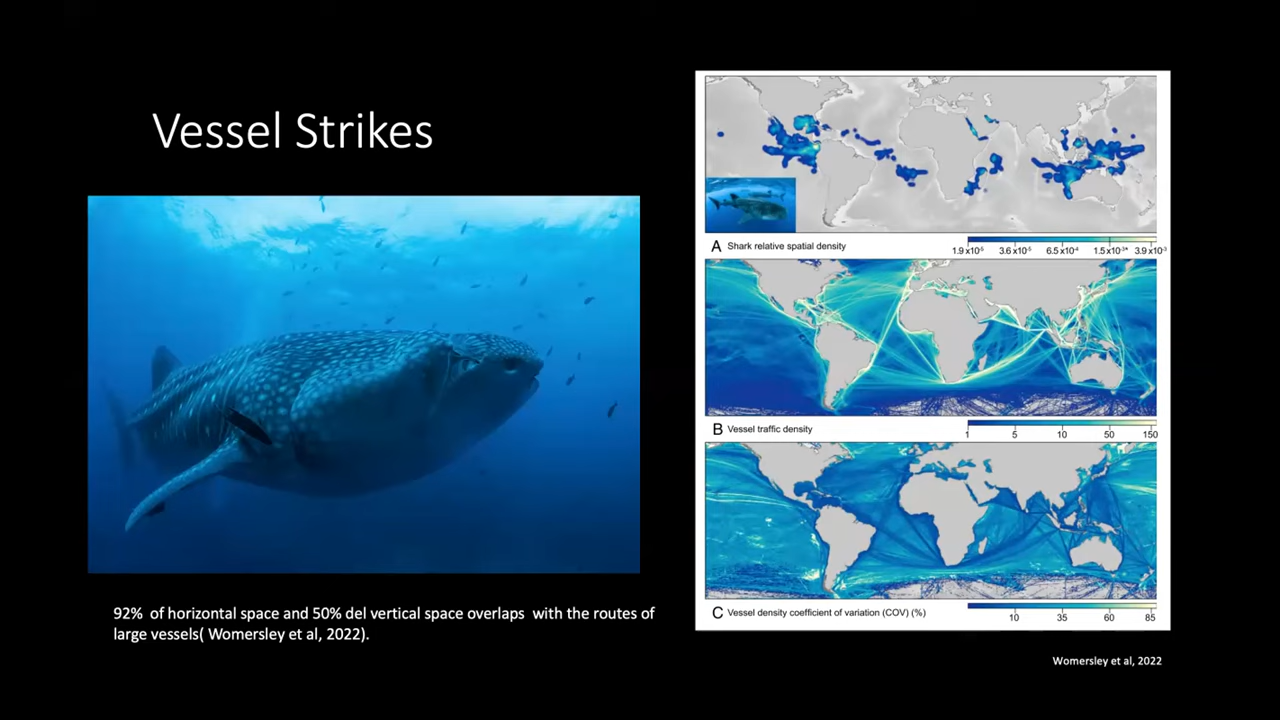 Vessel Strikes
92% of horizontal space and 50% del vertical space overlaps with the routes of
large vessels( Womersley et al, 2022).
A Shark relative spatial density
1.9 x10⁻⁵ 3.6 x10⁻⁵ 6.5 x10⁻⁴ 1.5 x10⁻³* 3.9 x10⁻³
B Vessel traffic density
1 5 10 50 150
C Vessel density coefficient of variation (COV) (%)
10 35 60 85
Womersley et al, 2022